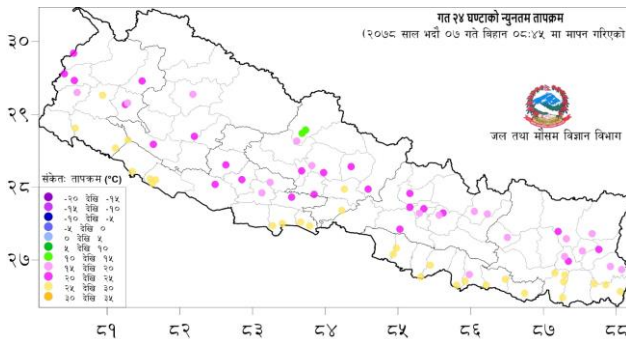 गत २४ घण्टाको न्युनतम तापक्रम
(२०७८ साल भदौ ०७ गते बिहान ०८:४५ मा मापन गरिएको)
जल तथा मौसम विज्ञान विभाग
३०
२९
२८
२७
संकेतः तापक्रम (°C)
-२० देखि -१५
-१५ देखि -१०
-१० देखि -५
-५ देखि ०
० देखि ५
५ देखि १०
१० देखि १५
१५ देखि २०
२० देखि २५
२५ देखि ३०
३० देखि ३५
८१ ८२ ८३ ८४ ८५ ८६ ८७ ८८